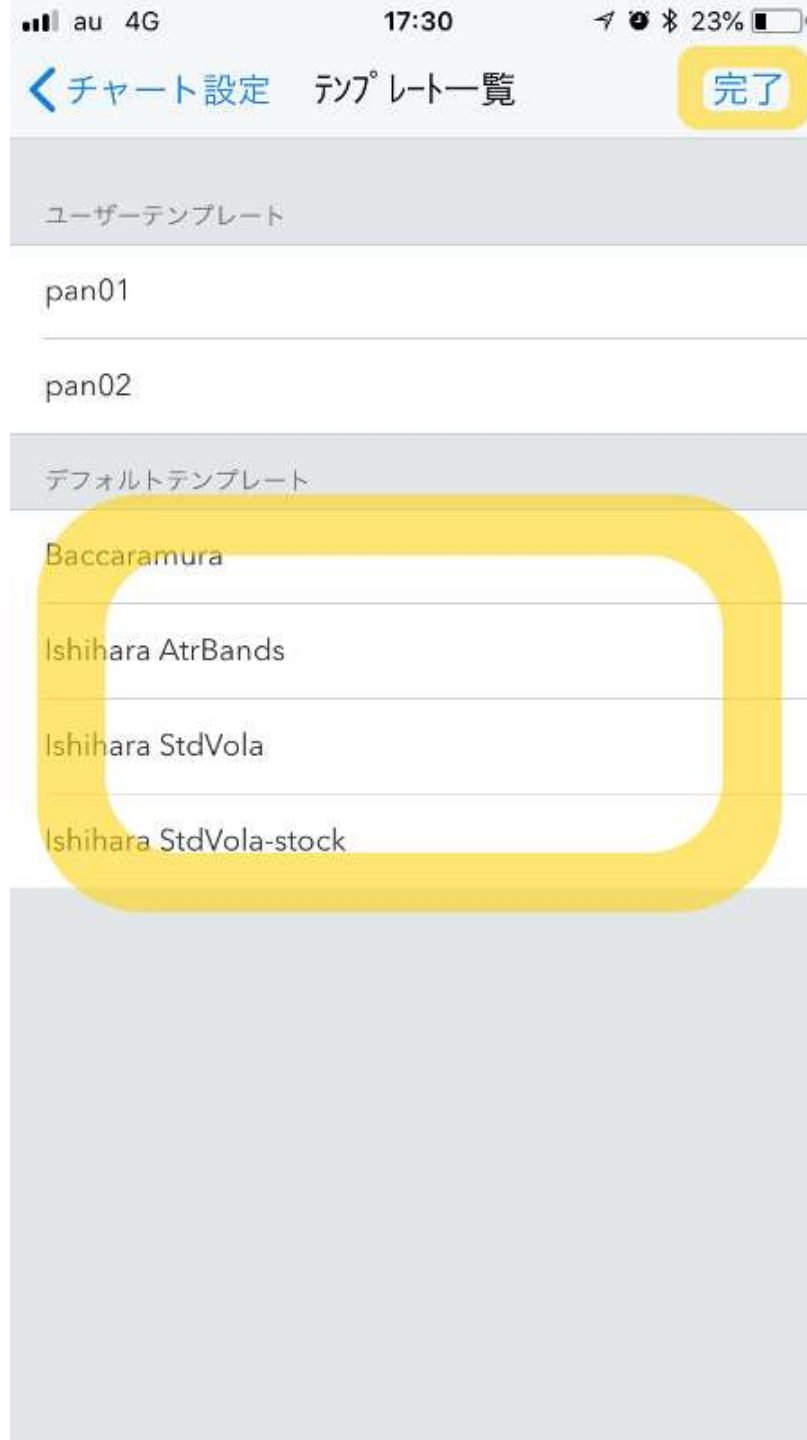 au 4G 17:30 23%
チャート設定 ﾃﾝﾌﾟﾚｰﾄ一覧 完了
ユーザーテンプレート
pan01
pan02
デフォルトテンプレート
Baccaramura
Ishihara AtrBands
Ishihara StdVola
Ishihara StdVola-stock